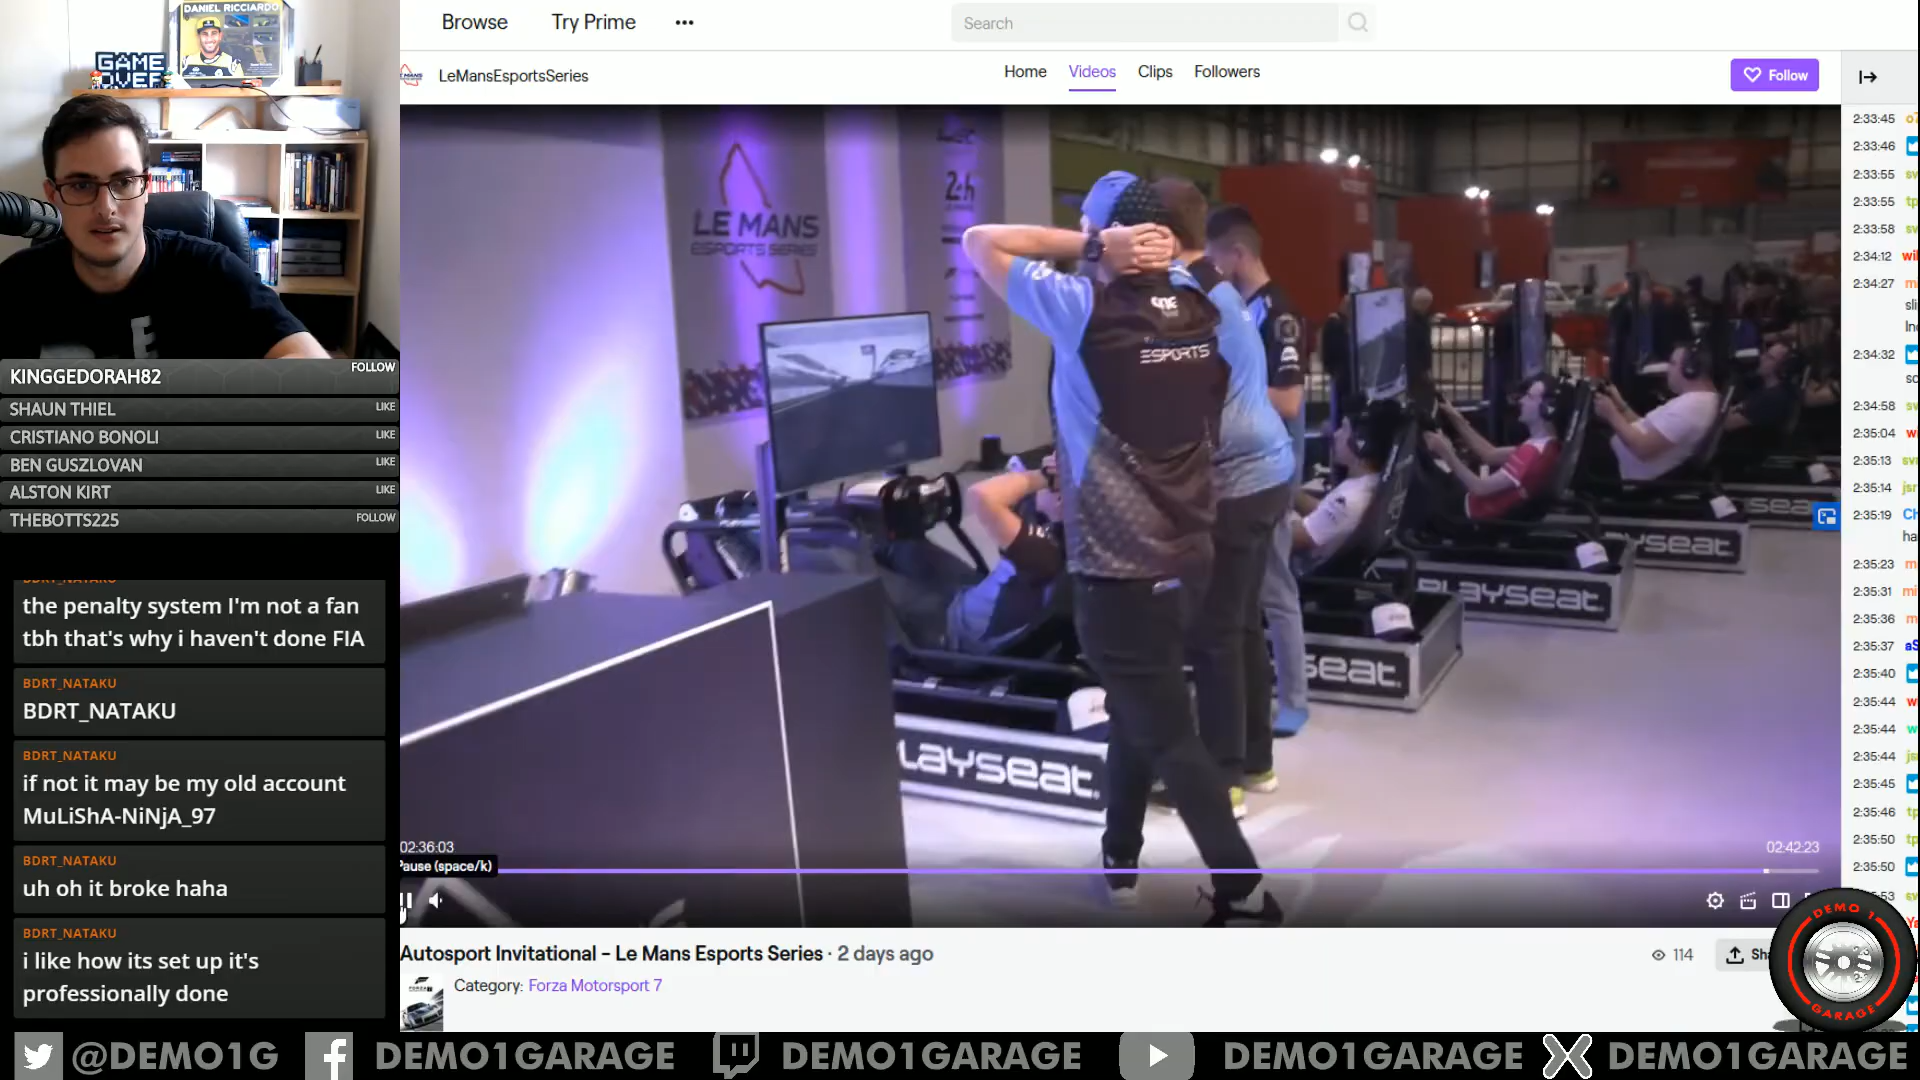 DANIEL RICCIARDO
GAME
OVER
Browse
Try Prime
Search
LeMansEsportsSeries
Home
Videos
Clips
Followers
Follow
KINGGEDORAH82
FOLLOW
SHAUN THIEL
LIKE
CRISTIANO BONOLI
LIKE
BEN GUSZLOVAN
LIKE
ALSTON KIRT
LIKE
THEBOTTS225
FOLLOW
BDRT_NATAKU
the penalty system I'm not a fan
tbh that's why i haven't done FIA
BDRT_NATAKU
BDRT_NATAKU
BDRT_NATAKU
if not it may be my old account
MuLiShA-NiNjA_97
BDRT_NATAKU
uh oh it broke haha
BDRT_NATAKU
i like how its set up it's
professionally done
LE MANS
ESPORTS SERIES
24h
ESPORTS
PLAYSEAT.
SEAT.
PLAYSEAT.
YSEAT.
SEAT
02:36:03
Pause (space/k)
02:42:23
Autosport Invitational – Le Mans Esports Series · 2 days ago
114
Category: Forza Motorsport 7
2:33:45
2:33:46
2:33:55
2:33:55
2:33:58
2:34:12
2:34:27
2:34:32
2:34:58
2:35:04
2:35:13
2:35:14
2:35:19
2:35:23
2:35:31
2:35:36
2:35:37
2:35:40
2:35:44
2:35:44
2:35:44
2:35:45
2:35:46
2:35:50
2:35:50
DEMO 1
GARAGE
@DEMO1G
DEMO1GARAGE
DEMO1GARAGE
DEMO1GARAGE
DEMO1GARAGE